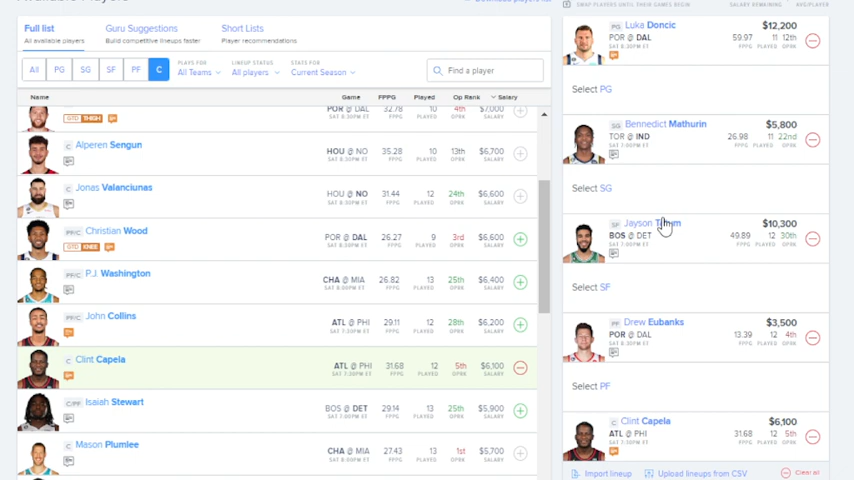 SWAP PLAYERS UNTIL THEIR GAMES BEGIN SALARY REMAINING AVG/PLAYER
Full list Guru Suggestions Short Lists
All available players Build competitive lineups faster Player recommendations
All PG SG SF PF C
PLAYS FOR LINEUP STATUS STATS FOR
All Teams All players Current Season
Find a player
Name Game FPPG Played Op Rank Salary
GTD THIGH POR @ DAL 32.78 10 4th $7,000
SAT 8:30PM ET FPPG PLAYED OPRK SALARY
C Alperen Sengun HOU @ NO 35.28 10 13th $6,700
SAT 8:30PM ET FPPG PLAYED OPRK SALARY
C Jonas Valanciunas HOU @ NO 31.44 12 24th $6,600
FPPG PLAYED OPRK SALARY
PF/C Christian Wood POR @ DAL 26.27 9 3rd $6,600
GTD KNEE SAT 8:30PM ET FPPG PLAYED OPRK SALARY
PF/C P.J. Washington CHA @ MIA 26.82 13 25th $6,400
SAT 8:00PM ET FPPG PLAYED OPRK SALARY
PF/C John Collins ATL @ PHI 29.11 12 28th $6,200
SAT 7:30PM ET FPPG PLAYED OPRK SALARY
C Clint Capela ATL @ PHI 31.68 12 5th $6,100
SAT 7:30PM ET FPPG PLAYED OPRK SALARY
C/PF Isaiah Stewart BOS @ DET 29.14 13 25th $5,900
SAT 7:00PM ET FPPG PLAYED OPRK SALARY
C Mason Plumlee CHA @ MIA 27.43 13 1st $5,700
SAT 8:00PM ET FPPG PLAYED OPRK SALARY
PG Luka Doncic $12,200
POR @ DAL 59.97 11 12th
SAT 8:30PM ET FPPG PLAYED OPRK
Select PG
SG Bennedict Mathurin $5,800
TOR @ IND 26.98 11 22nd
SAT 7:00PM ET FPPG PLAYED OPRK
Select SG
SF Jayson $10,300
BOS @ DET 49.89 12 30th
SAT 7:00PM ET FPPG PLAYED OPRK
Select SF
PF Drew Eubanks $3,500
POR @ DAL 13.39 12 4th
SAT 8:30PM ET FPPG PLAYED OPRK
Select PF
C Clint Capela $6,100
ATL @ PHI 31.68 12 5th
SAT 7:30PM ET FPPG PLAYED OPRK
Import lineup Upload lineups from CSV Clear all